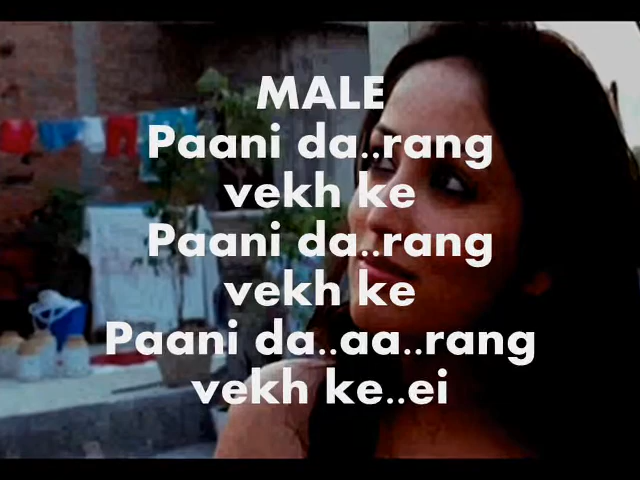 MALE
Paani da..rang
vekh ke
Paani da..rang
vekh ke
Paani da..aa..rang
vekh ke..ei